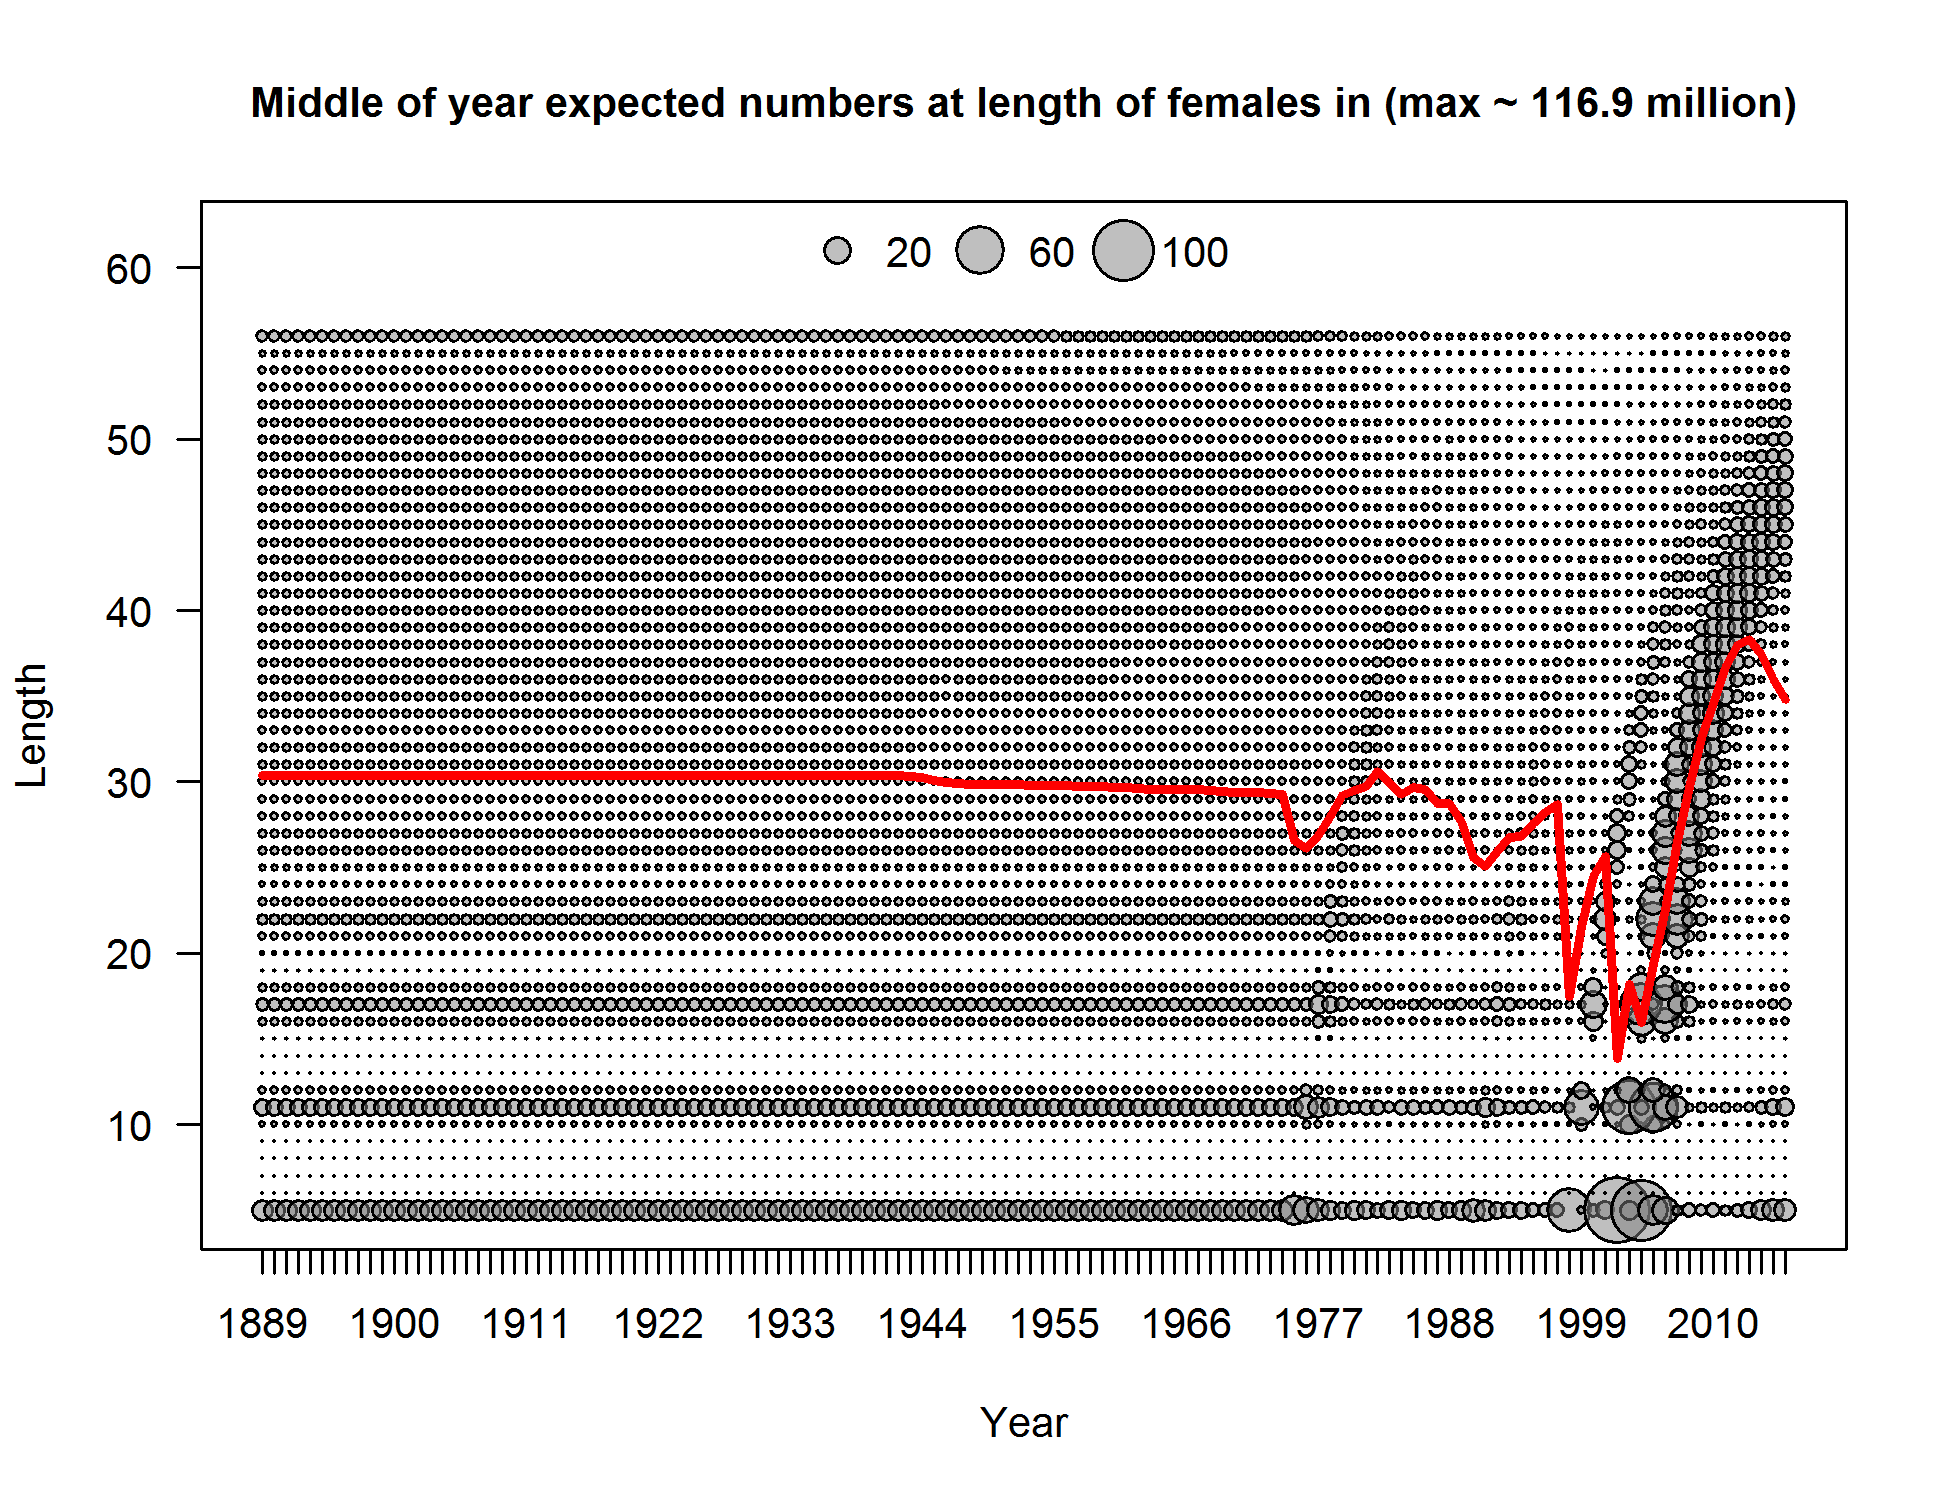 Middle of year expected numbers at length of females in (max ~ 116.9 million)
20 60 100
60
50
40
30
20
10
Length
1889 1900 1911 1922 1933 1944 1955 1966 1977 1988 1999 2010
Year